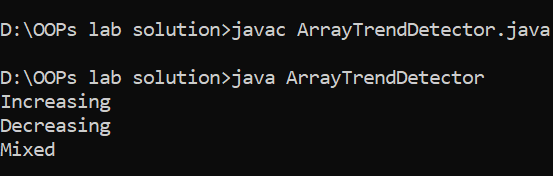 D:\OOPs lab solution>javac ArrayTrendDetector.java
D:\OOPs lab solution>java ArrayTrendDetector
Increasing
Decreasing
Mixed